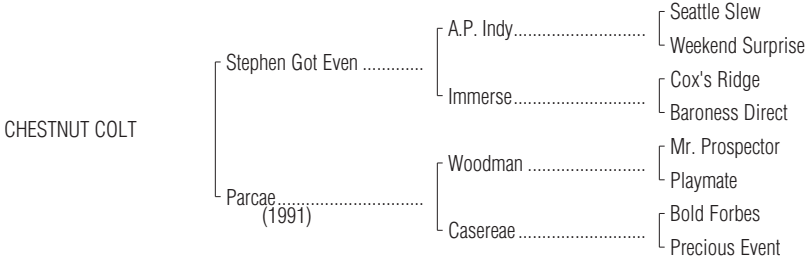 Seattle Slew
A.P. Indy..............................
Weekend Surprise
Stephen Got Even .............
Cox's Ridge
Immerse..............................
Baroness Direct
CHESTNUT COLT
Mr. Prospector
Woodman ...........................
Playmate
Parcae................................
(1991)
Bold Forbes
Casereae .............................
Precious Event